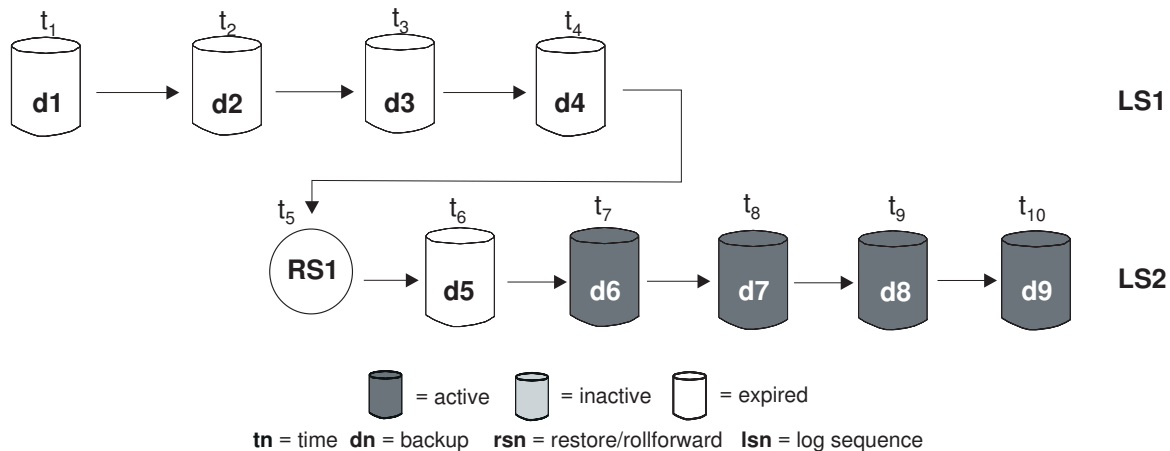 t1 t2 t3 t4
d1 d2 d3 d4 LS1
t5 t6 t7 t8 t9 t10
RS1 d5 d6 d7 d8 d9 LS2
= active = inactive = expired
tn = time dn = backup rsn = restore/rollforward lsn = log sequence